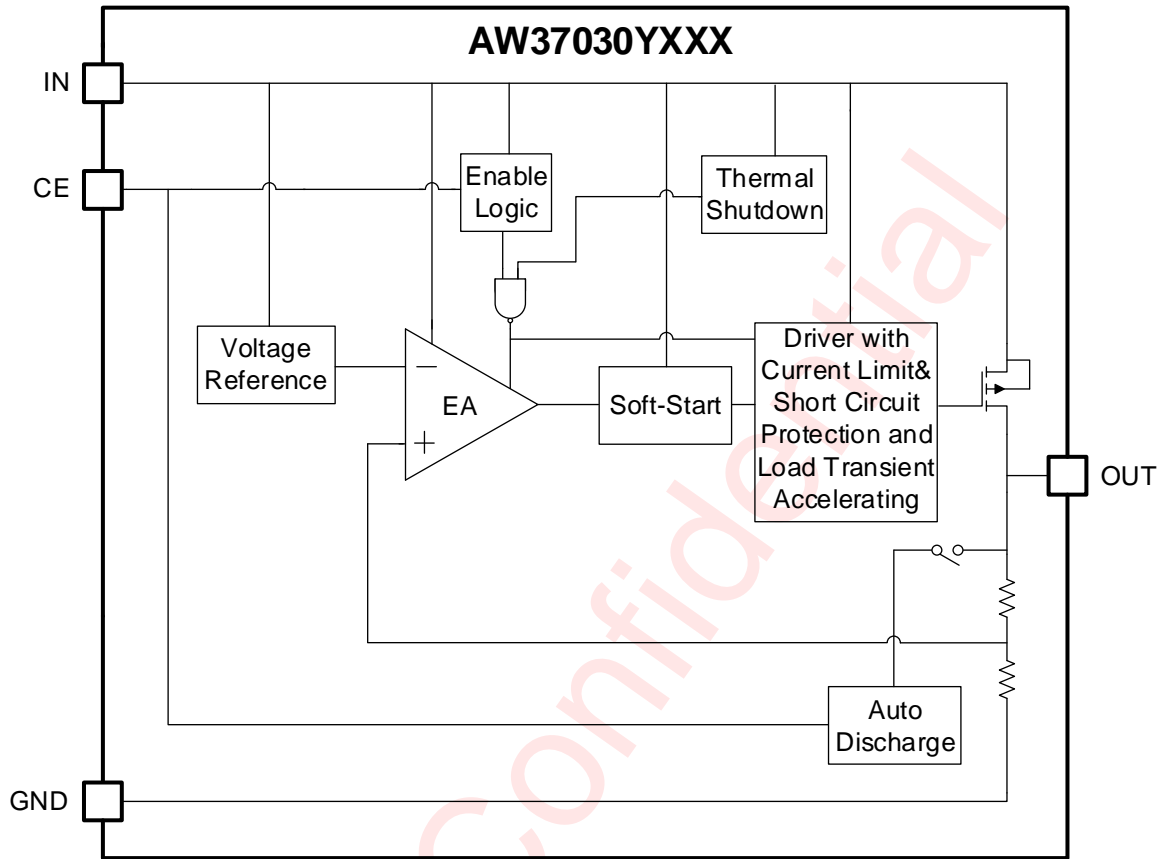 AW37030YXXX
IN
CE
Enable
Logic
Thermal
Shutdown
Voltage
Reference
−
EA
+
Soft-Start
Driver with
Current Limit&
Short Circuit
Protection and
Load Transient
Accelerating
OUT
Auto
Discharge
GND
Confidential